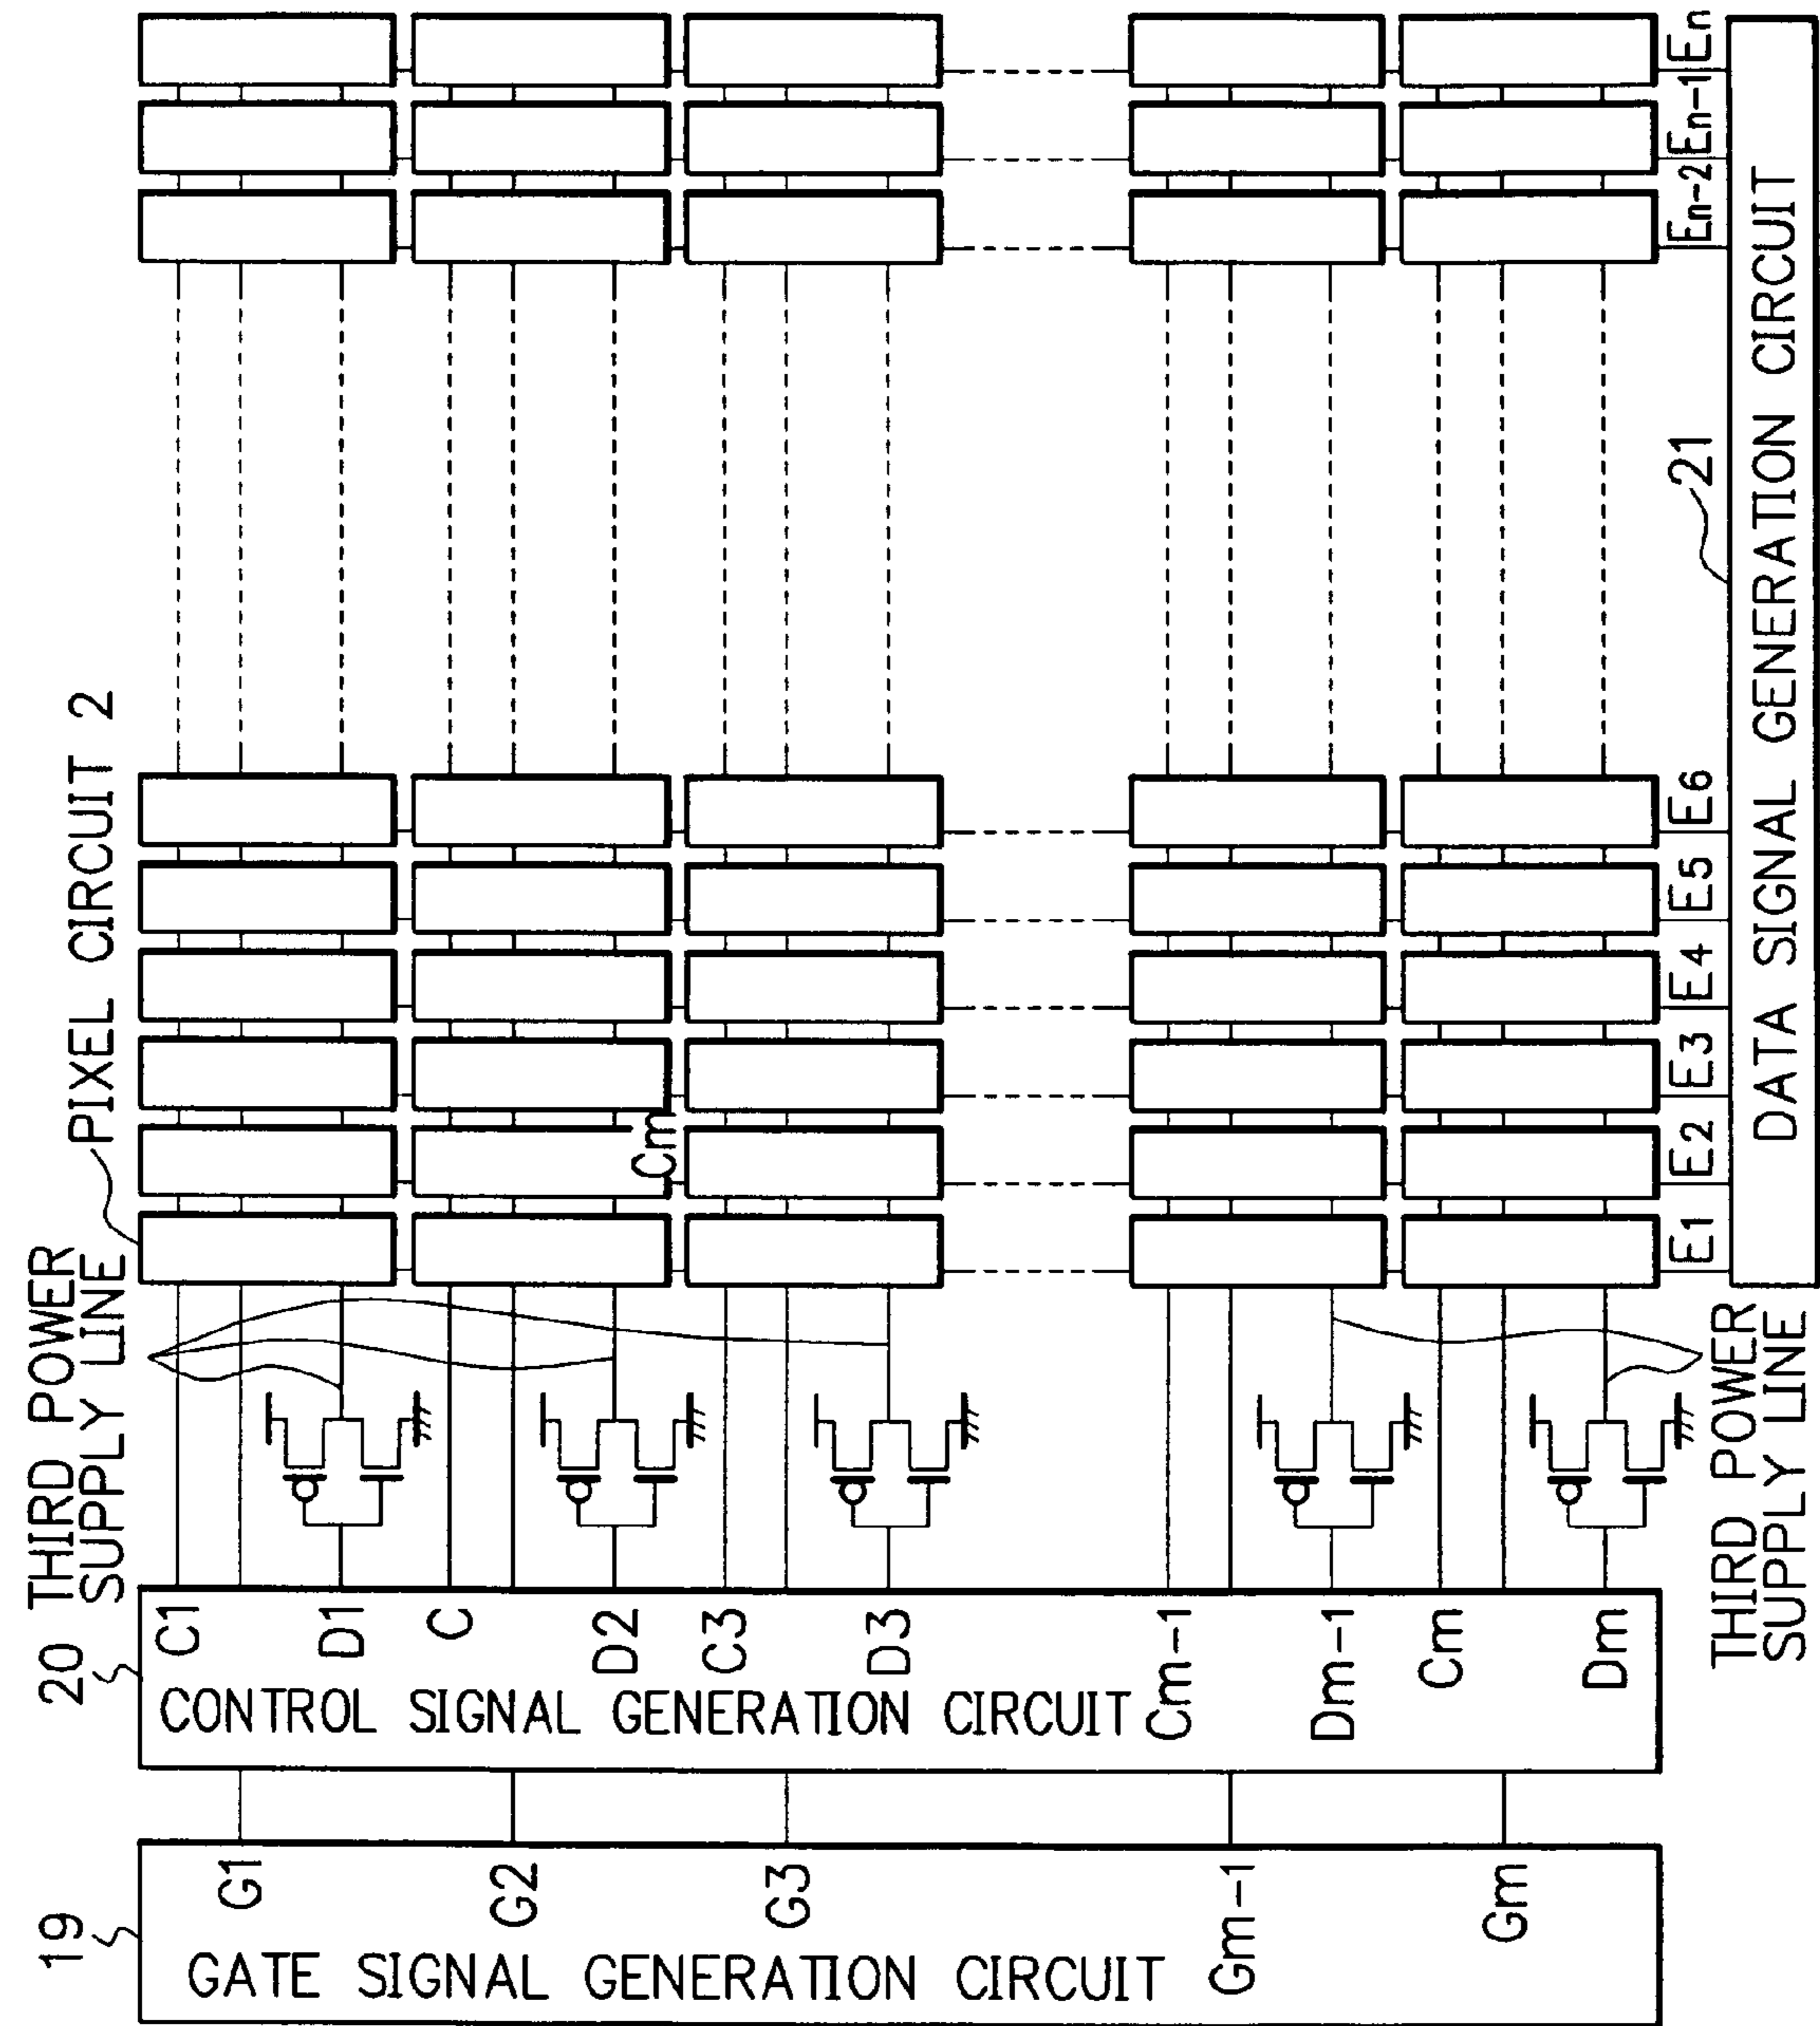 19
GATE SIGNAL GENERATION CIRCUIT
G1
G2
G3
Gm-1
Gm
20
CONTROL SIGNAL GENERATION CIRCUIT
C1
D1
C
D2
C3
D3
Cm-1
Dm-1
Cm
Dm
THIRD POWER
SUPPLY LINE
THIRD POWER
SUPPLY LINE
PIXEL CIRCUIT 2
Cm
E1
E2
E3
E4
E5
E6
En-2
En-1
En
21
DATA SIGNAL GENERATION CIRCUIT